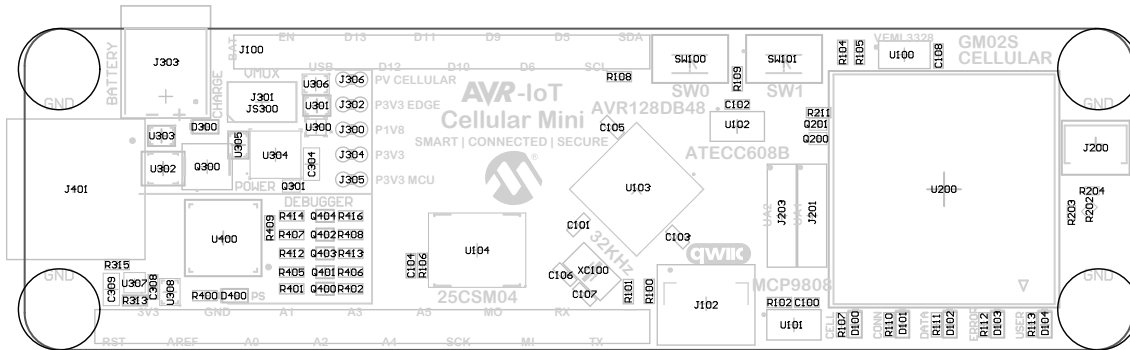 BATTERY
J303
CHARGE
BAT
J100
EN D13 D11 D9 D5 SDA
USB D12 D10 D6 SCL
VMUX
J301
JS300
U306
U301
U300
J306 PV CELLULAR
J302 P3V3 EDGE
J300 P1V8
J304 P3V3
J305 P3V3 MCU
AVR-IoT
Cellular Mini
SMART | CONNECTED | SECURE
AVR128DB48
R108
SW100
SW0
R109
SW101
SW1
C102
U102
ATECC608B
R104
R105
VEML3328
U100
C108
GM02S
CELLULAR
GND
GND
D300
U303
U302
Q300
U305
U304
C304
Q301
POWER
J401
C105
U103
R211
Q201
Q200
U200
J200
R204
R203
R202
UA2
J203
UA1
J201
DEBUGGER
U400
R409
R414 Q404 R416
R407 Q402 R408
R412 Q403 R413
R405 Q401 R406
R401 Q400 R402
C104
R106
U104
25CSM04
C101
C103
32KHz
XC100
C106
C107
R101
R100
qwiic
J102
MCP9808
R102 C100
U101
GND
GND
R315
C309
U307
R313
C308
U308
R400 D400 PS
3V3 GND A1 A3 A5 MO RX
RST AREF A0 A2 A4 SCK MI TX
CELL
R107
D100
CONN
R110
D101
DATA
R111
D102
ERROR
R112
D103
USER
R113
D104